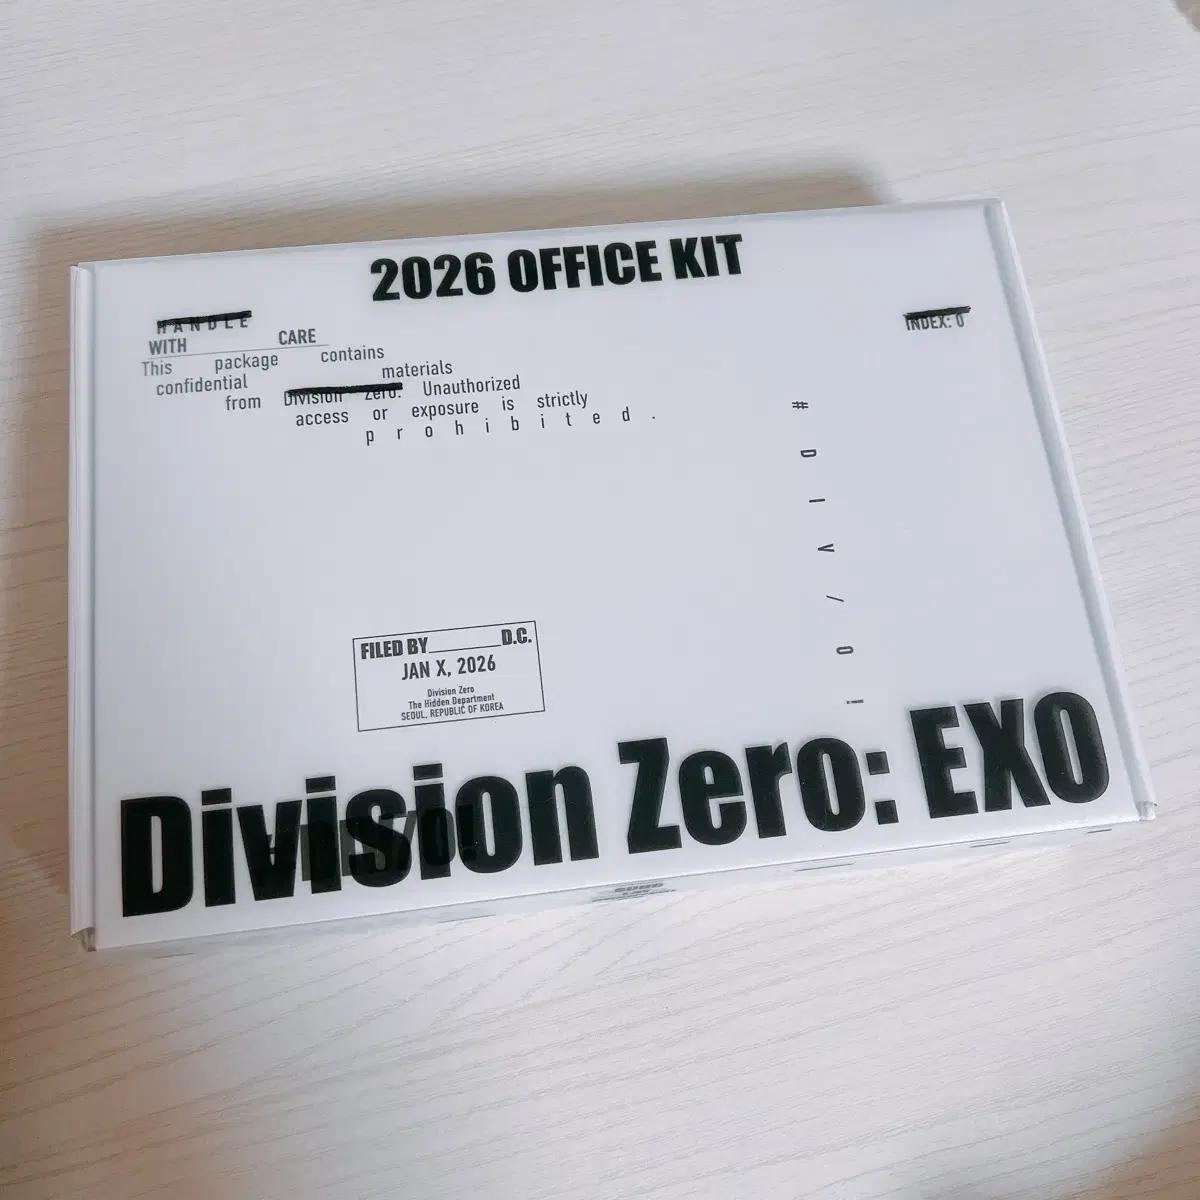 2026 OFFICE KIT
HANDLE
WITH CARE
This package contains
confidential materials
from Division Zero. Unauthorized
access or exposure is strictly
prohibited.
INDEX: 0
#DIV/0!
FILED BY______D.C.
JAN X, 2026
Division Zero
The Hidden Department
SEOUL, REPUBLIC OF KOREA
Division Zero: EXO